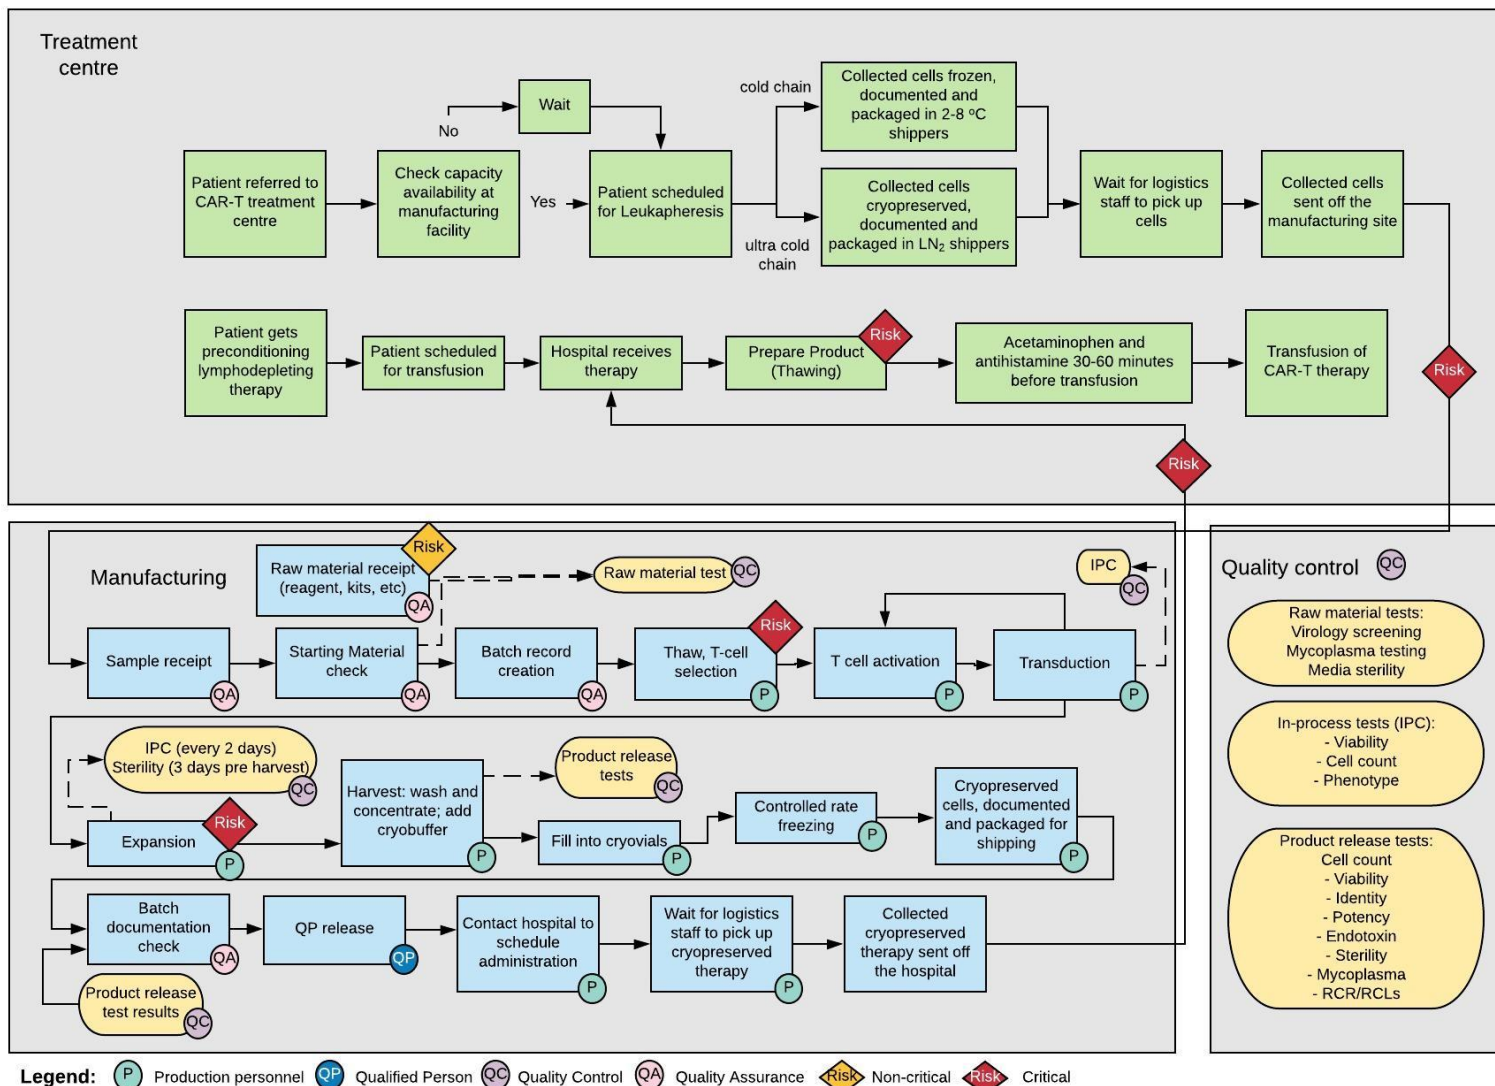 Treatment
centre
Wait
No
Yes
cold chain
ultra cold
chain
Patient referred to
CAR-T treatment
centre
Check capacity
availability at
manufacturing
facility
Patient scheduled
for Leukapheresis
Collected cells frozen,
documented and
packaged in 2-8 ºC
shippers
Collected cells
cryopreserved,
documented and
packaged in LN₂ shippers
Wait for logistics
staff to pick up
cells
Collected cells
sent off the
manufacturing site
Risk
Patient gets
preconditioning
lymphodepleting
therapy
Patient scheduled
for transfusion
Hospital receives
therapy
Prepare Product
(Thawing)
Risk
Acetaminophen and
antihistamine 30-60 minutes
before transfusion
Transfusion of
CAR-T therapy
Risk
Manufacturing
Raw material receipt
(reagent, kits, etc)
Risk
QA
Raw material test
QC
IPC
QC
Sample receipt
QA
Starting Material
check
QA
Batch record
creation
QA
Thaw, T-cell
selection
Risk
P
T cell activation
P
Transduction
P
IPC (every 2 days)
Sterility (3 days pre harvest)
QC
Expansion
Risk
P
Harvest: wash and
concentrate; add
cryobuffer
P
Product release
tests
QC
Fill into cryovials
P
Controlled rate
freezing
P
Cryopreserved
cells, documented
and packaged for
shipping
P
Batch
documentation
check
QA
Product release
test results
QC
QP release
QP
Contact hospital to
schedule
administration
P
Wait for logistics
staff to pick up
cryopreserved
therapy
P
Collected
cryopreserved
therapy sent off
the hospital
Quality control
QC
Raw material tests:
Virology screening
Mycoplasma testing
Media sterility
In-process tests (IPC):
- Viability
- Cell count
- Phenotype
Product release tests:
Cell count
- Viability
- Identity
- Potency
- Endotoxin
- Sterility
- Mycoplasma
- RCR/RCLs
Legend: P Production personnel QP Qualified Person QC Quality Control QA Quality Assurance Risk Non-critical Risk Critical